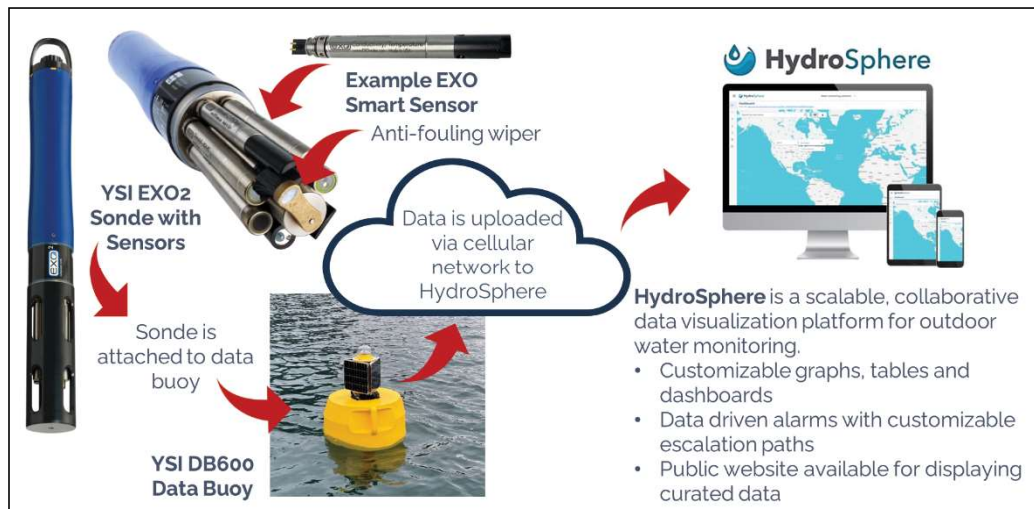 Example EXO
Smart Sensor
Anti-fouling wiper
YSI EXO2
Sonde with
Sensors
EXO2
Sonde is
attached to data
buoy
YSI DB600
Data Buoy
Data is uploaded
via cellular
network to
HydroSphere
HydroSphere
HydroSphere is a scalable, collaborative
data visualization platform for outdoor
water monitoring.
• Customizable graphs, tables and
dashboards
• Data driven alarms with customizable
escalation paths
• Public website available for displaying
curated data